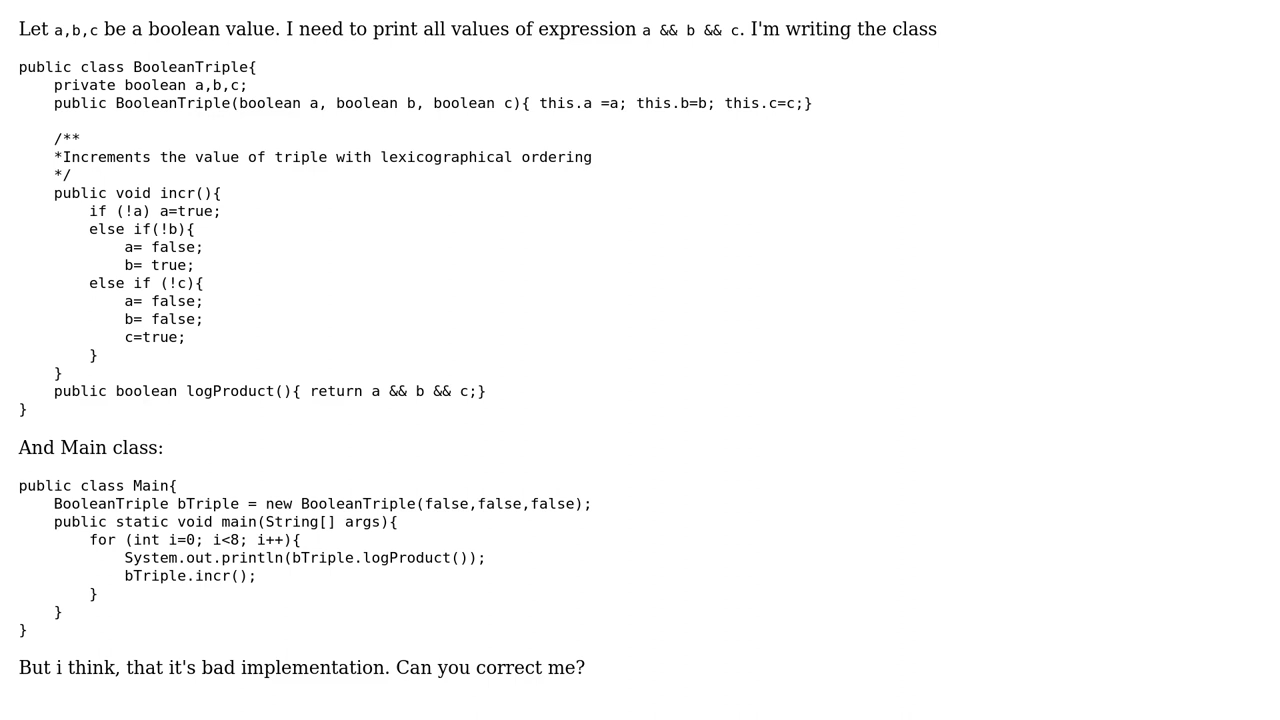 Let a,b,c be a boolean value. I need to print all values of expression a && b && c. I'm writing the class
public class BooleanTriple{
    private boolean a,b,c;
    public BooleanTriple(boolean a, boolean b, boolean c){ this.a =a; this.b=b; this.c=c;}

    /**
    *Increments the value of triple with lexicographical ordering
    */
    public void incr(){
        if (!a) a=true;
        else if(!b){
            a= false;
            b= true;
        else if (!c){
            a= false;
            b= false;
            c=true;
        }
    }
    public boolean logProduct(){ return a && b && c;}
}
And Main class:
public class Main{
    BooleanTriple bTriple = new BooleanTriple(false,false,false);
    public static void main(String[] args){
        for (int i=0; i<8; i++){
            System.out.println(bTriple.logProduct());
            bTriple.incr();
        }
    }
}
But i think, that it's bad implementation. Can you correct me?